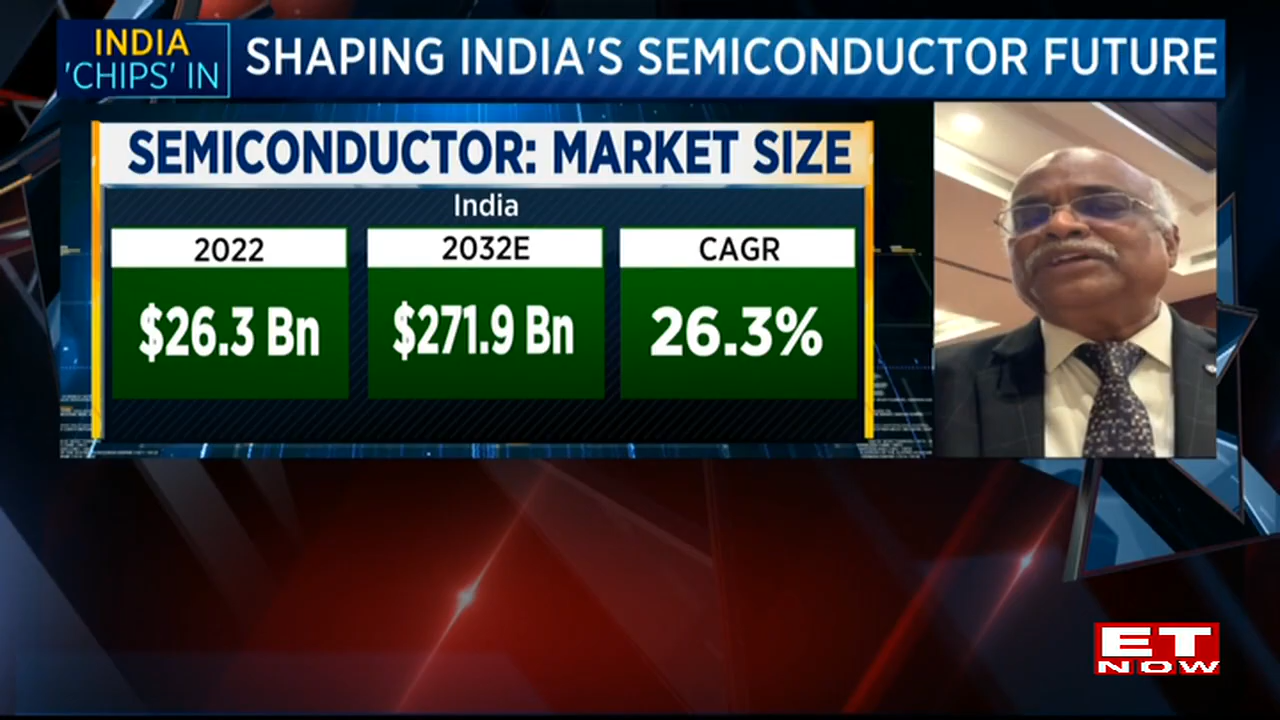 INDIA
'CHIPS' IN
SHAPING INDIA'S SEMICONDUCTOR FUTURE
SEMICONDUCTOR: MARKET SIZE
India
2022
2032E
CAGR
$26.3 Bn
$271.9 Bn
26.3%
ET
NOW